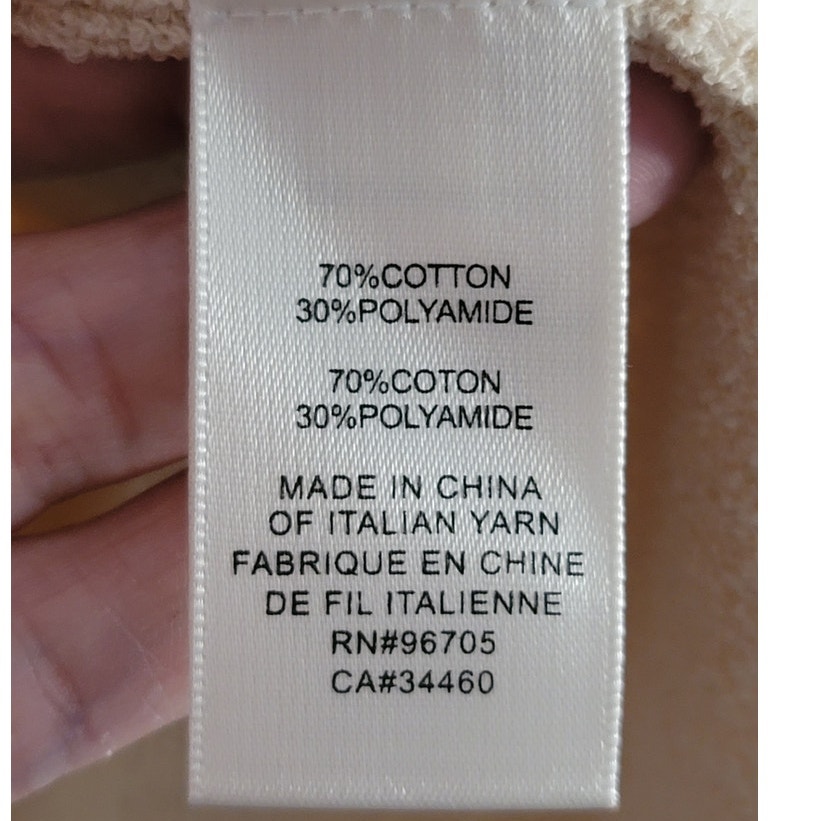 70%COTTON
30%POLYAMIDE
70%COTON
30%POLYAMIDE
MADE IN CHINA
OF ITALIAN YARN
FABRIQUE EN CHINE
DE FIL ITALIENNE
RN#96705
CA#34460